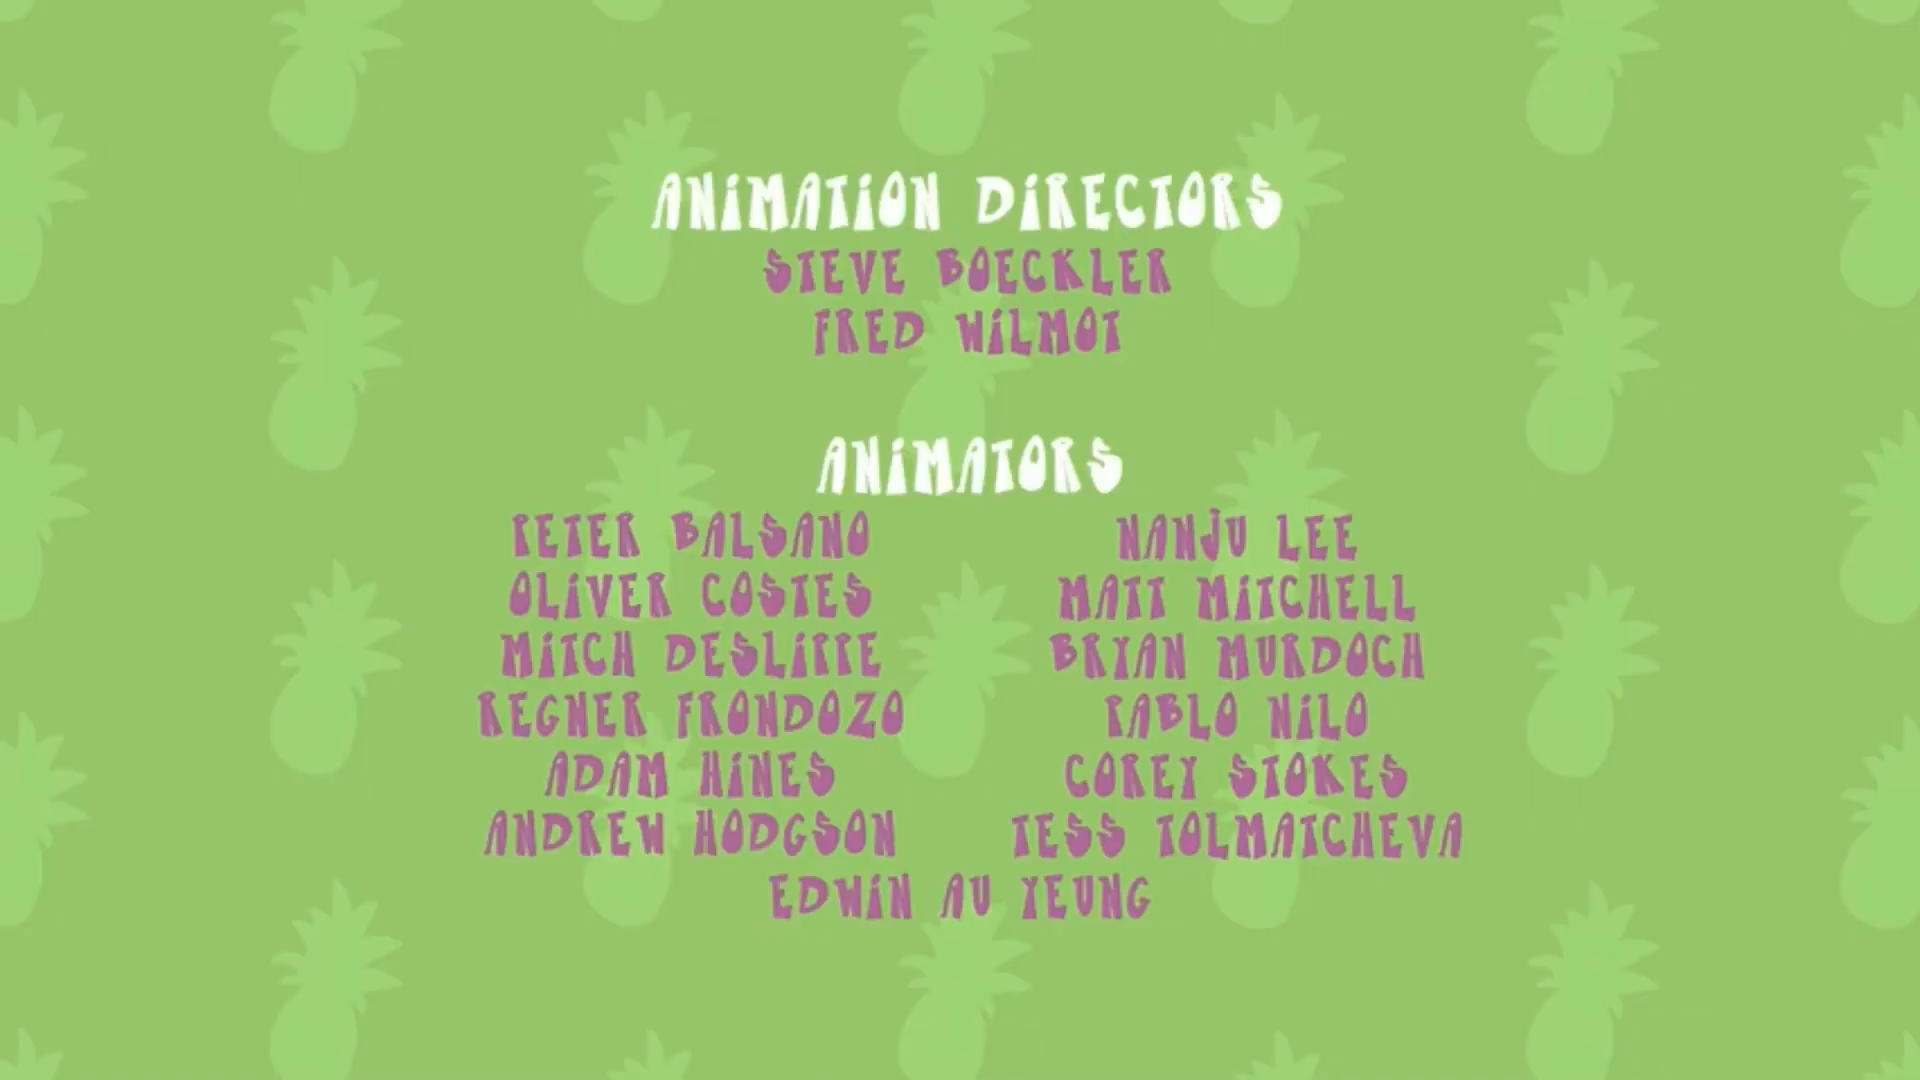 ANIMATION DIRECTORS
STEVE BOECKLER
FRED WILMOT
ANIMATORS
PETER BALSANO
OLIVER COSTES
MITCH DESLIPPE
REGNER FRONDOZO
ADAM HINES
ANDREW HODGSON
NANJU LEE
MATT MITCHELL
BRYAN MURDOCH
PABLO NILO
COREY STOKES
TESS TOLMATCHEVA
EDWIN AU YEUNG